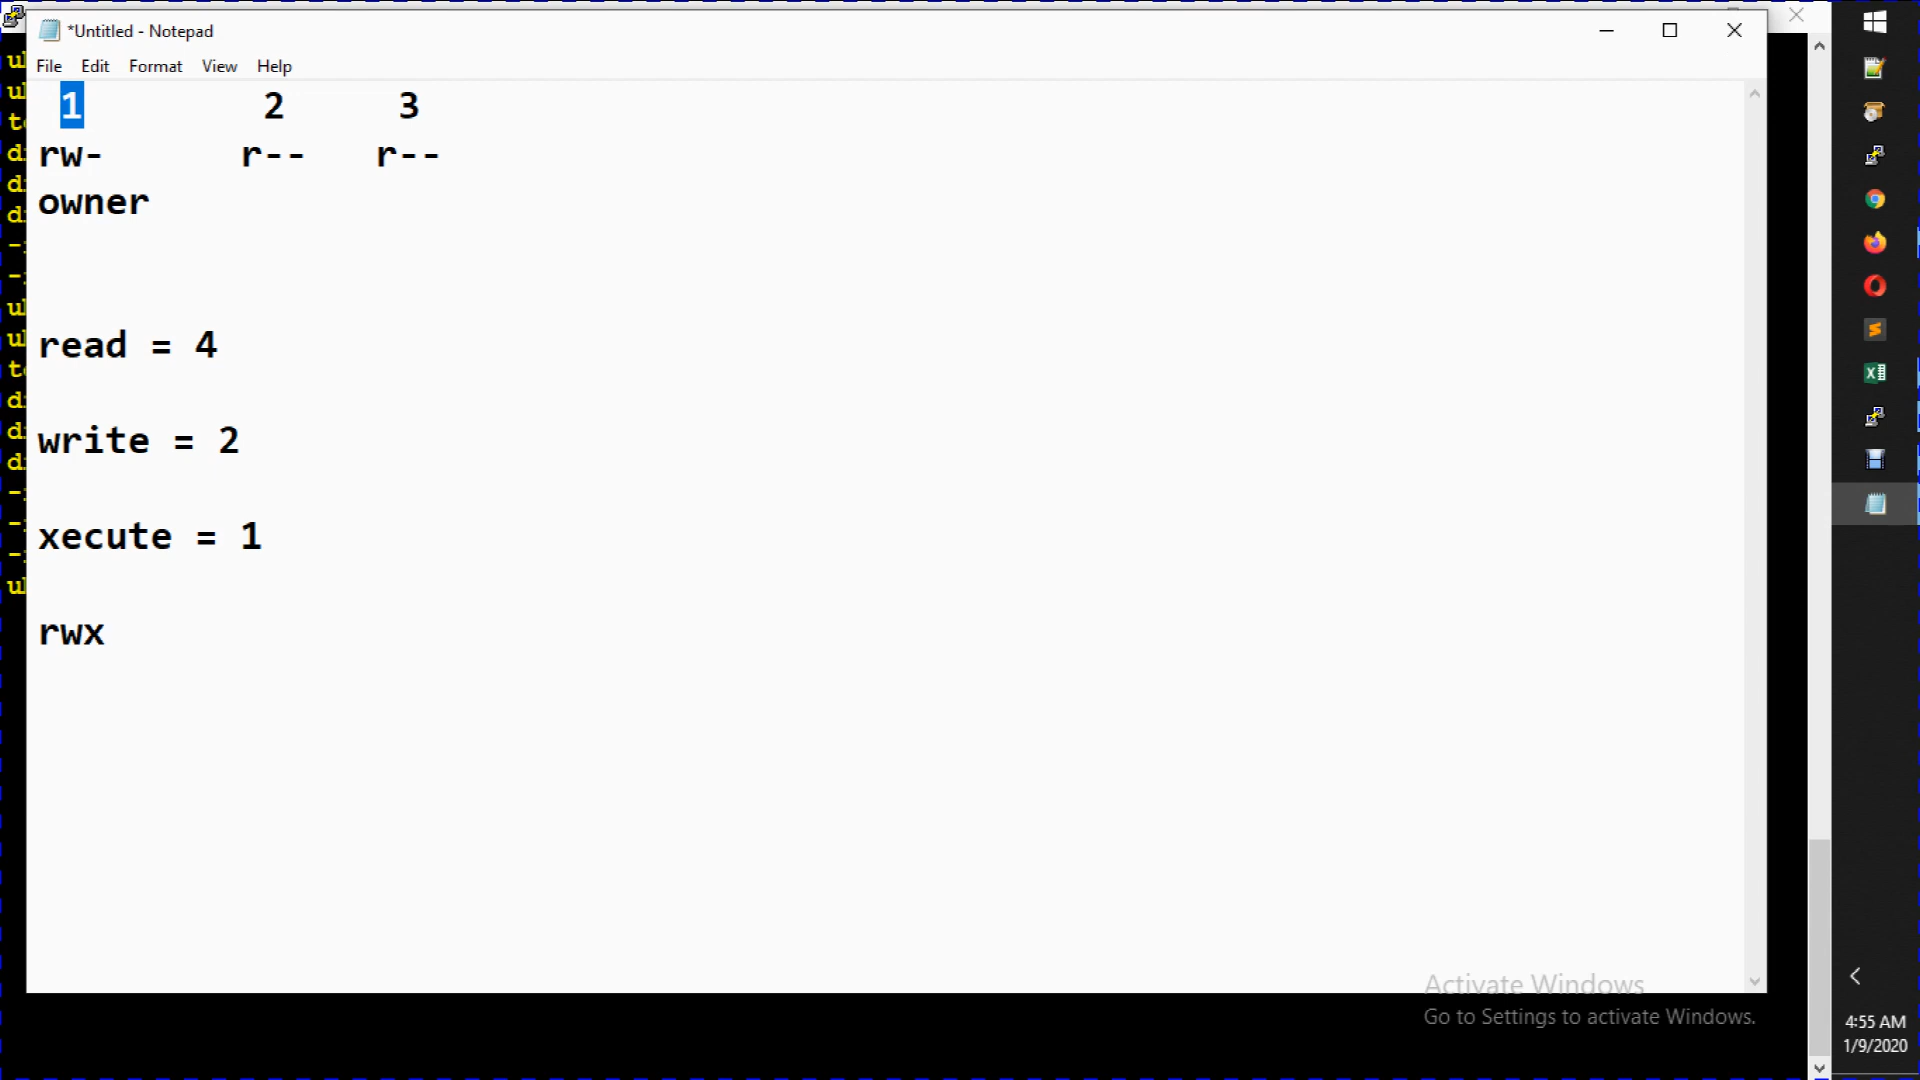 *Untitled - Notepad
File Edit Format View Help
1 2 3
rw- r-- r--
owner
read = 4
write = 2
xecute = 1
rwx
Activate Windows
Go to Settings to activate Windows.
4:55 AM
1/9/2020